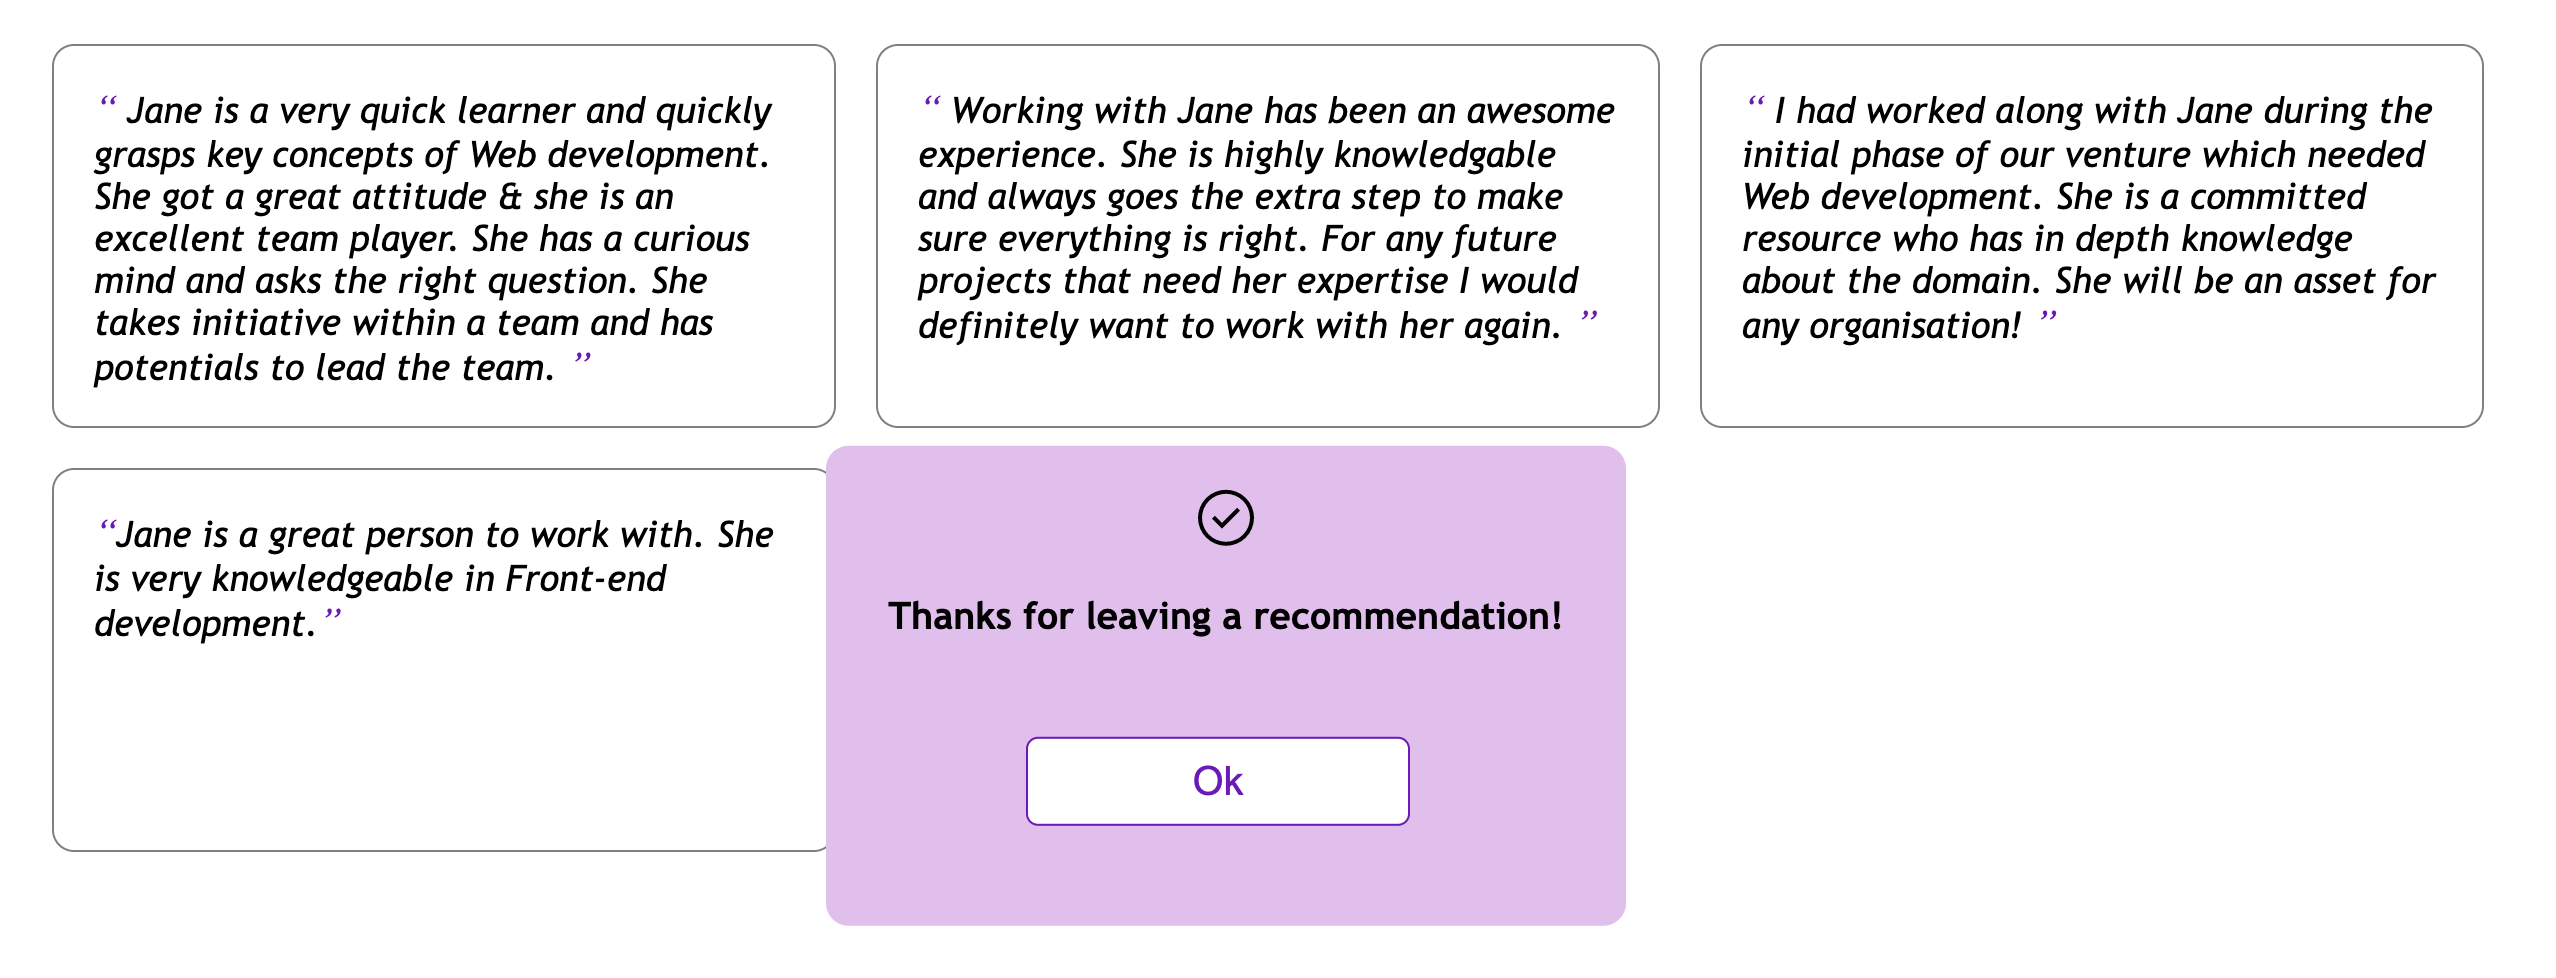 “ Jane is a very quick learner and quickly
grasps key concepts of Web development.
She got a great attitude & she is an
excellent team player. She has a curious
mind and asks the right question. She
takes initiative within a team and has
potentials to lead the team. ”
“ Working with Jane has been an awesome
experience. She is highly knowledgable
and always goes the extra step to make
sure everything is right. For any future
projects that need her expertise I would
definitely want to work with her again. ”
“ I had worked along with Jane during the
initial phase of our venture which needed
Web development. She is a committed
resource who has in depth knowledge
about the domain. She will be an asset for
any organisation! ”
“Jane is a great person to work with. She
is very knowledgeable in Front-end
development.”
Thanks for leaving a recommendation!
Ok